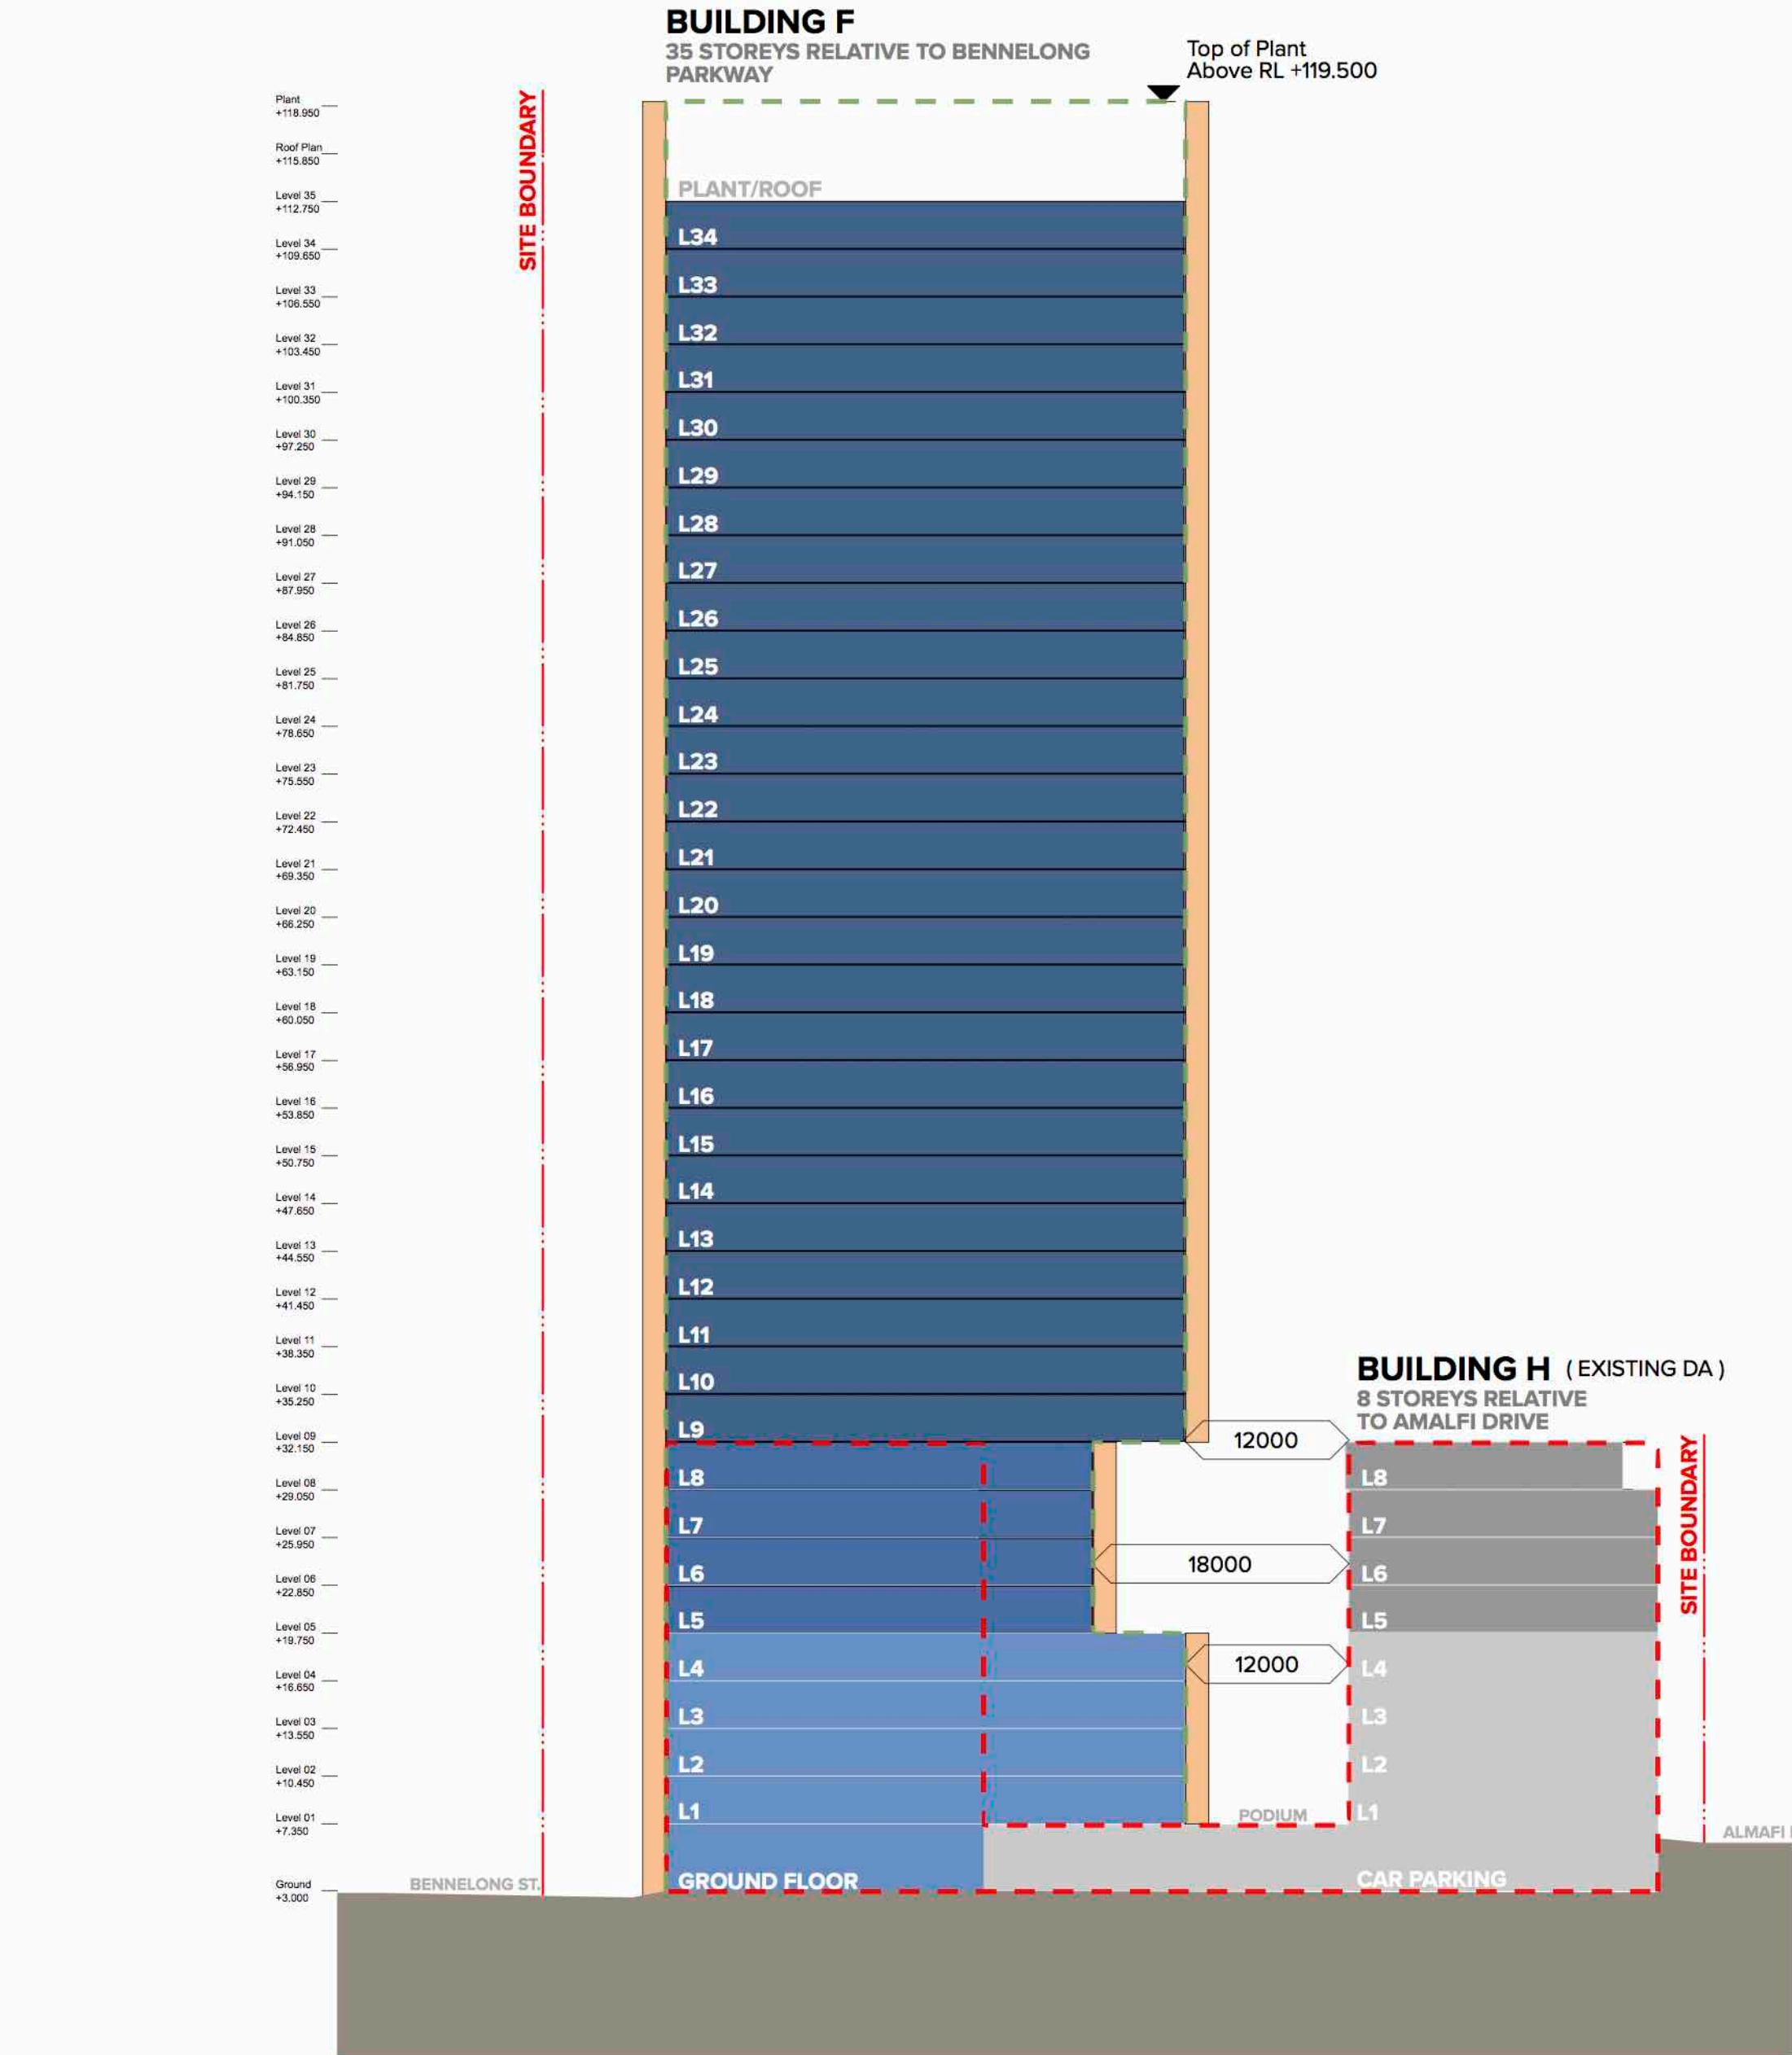 BUILDING F
35 STOREYS RELATIVE TO BENNELONG
PARKWAY
Top of Plant
Above RL +119.500
SITE BOUNDARY
Plant
+118.950
Roof Plan
+115.850
Level 35
+112.750
Level 34
+109.650
Level 33
+106.550
Level 32
+103.450
Level 31
+100.350
Level 30
+97.250
Level 29
+94.150
Level 28
+91.050
Level 27
+87.950
Level 26
+84.850
Level 25
+81.750
Level 24
+78.650
Level 23
+75.550
Level 22
+72.450
Level 21
+69.350
Level 20
+66.250
Level 19
+63.150
Level 18
+60.050
Level 17
+56.950
Level 16
+53.850
Level 15
+50.750
Level 14
+47.650
Level 13
+44.550
Level 12
+41.450
Level 11
+38.350
Level 10
+35.250
Level 09
+32.150
Level 08
+29.050
Level 07
+25.950
Level 06
+22.850
Level 05
+19.750
Level 04
+16.650
Level 03
+13.550
Level 02
+10.450
Level 01
+7.350
Ground
+3.000
PLANT/ROOF
L34
L33
L32
L31
L30
L29
L28
L27
L26
L25
L24
L23
L22
L21
L20
L19
L18
L17
L16
L15
L14
L13
L12
L11
L10
L9
L8
L7
L6
L5
L4
L3
L2
L1
GROUND FLOOR
BENNELONG ST.
12000
18000
12000
PODIUM
BUILDING H ( EXISTING DA )
8 STOREYS RELATIVE
TO AMALFI DRIVE
L8
L7
L6
L5
L4
L3
L2
L1
CAR PARKING
SITE BOUNDARY
ALMAFI